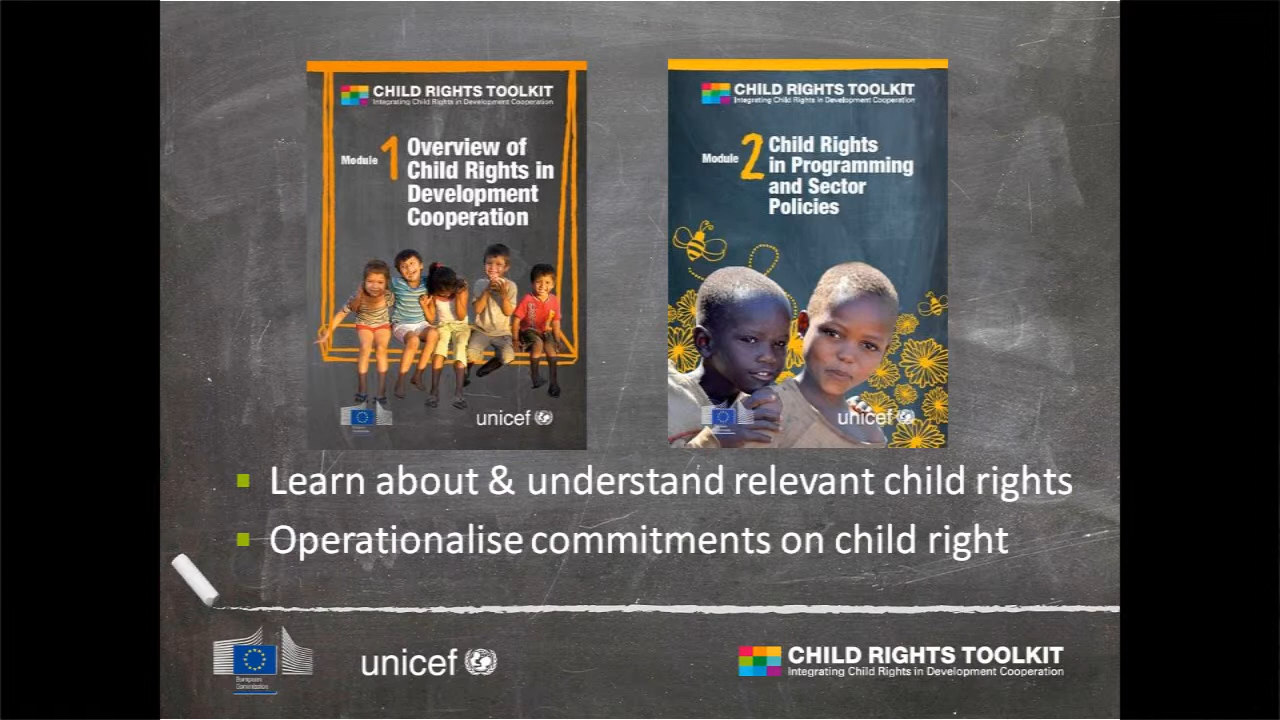 CHILD RIGHTS TOOLKIT
Integrating Child Rights in Development Cooperation
Module 1
Overview of
Child Rights in
Development
Cooperation
unicef
CHILD RIGHTS TOOLKIT
Integrating Child Rights in Development Cooperation
Module 2
Child Rights
in Programming
and Sector
Policies
unicef
Learn about & understand relevant child rights
Operationalise commitments on child right
European
Commission
unicef
CHILD RIGHTS TOOLKIT
Integrating Child Rights in Development Cooperation